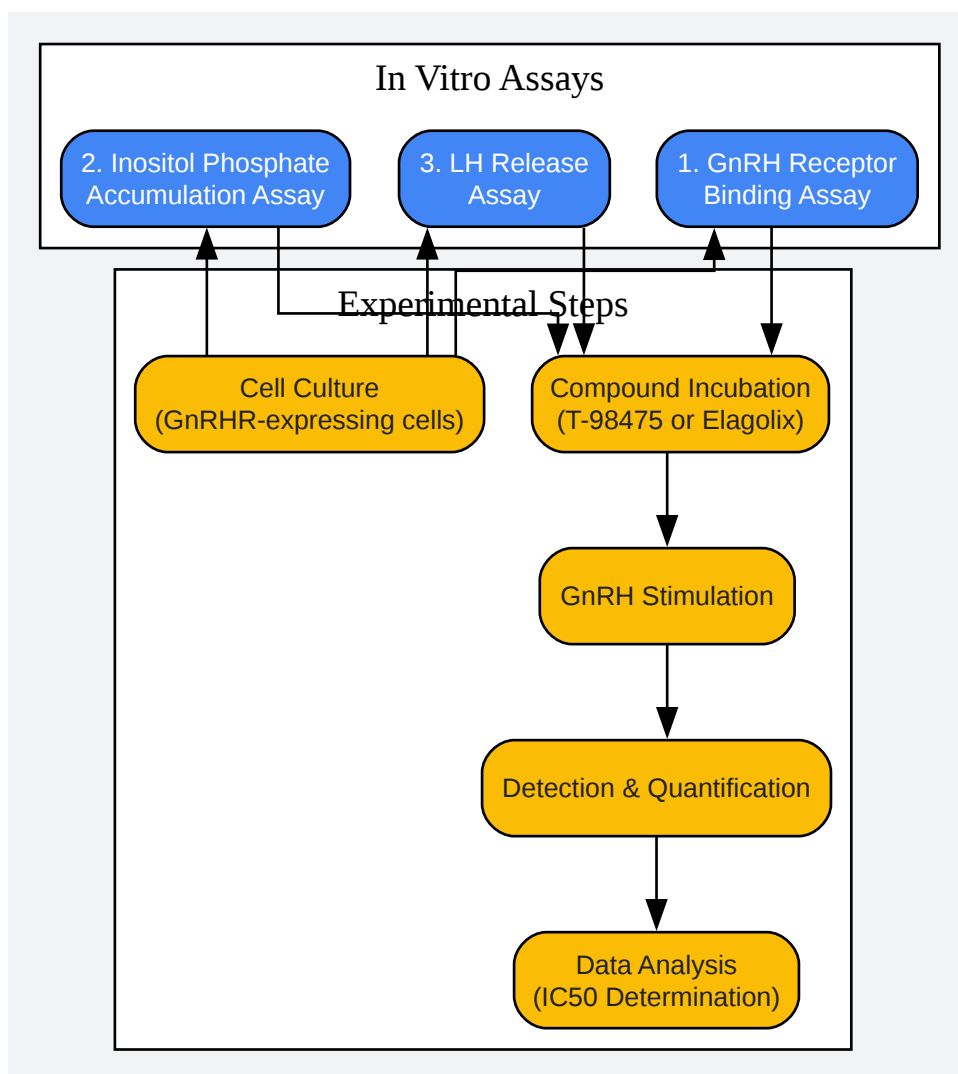 In Vitro Assays
2. Inositol Phosphate
Accumulation Assay
3. LH Release
Assay
1. GnRH Receptor
Binding Assay
Experimental Steps
Cell Culture
(GnRHR-expressing cells)
Compound Incubation
(T-98475 or Elagolix)
GnRH Stimulation
Detection & Quantification
Data Analysis
(IC50 Determination)